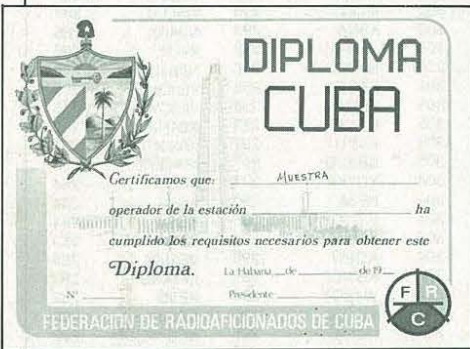 DIPLOMA
CUBA
Certificamos que: MUESTRA
operador de la estación ha
cumplido los requisitos necesarios para obtener este
Diploma. La Habana de de 19
Nº Presidente
F R
C
FEDERACION DE RADIOAFICIONADOS DE CUBA